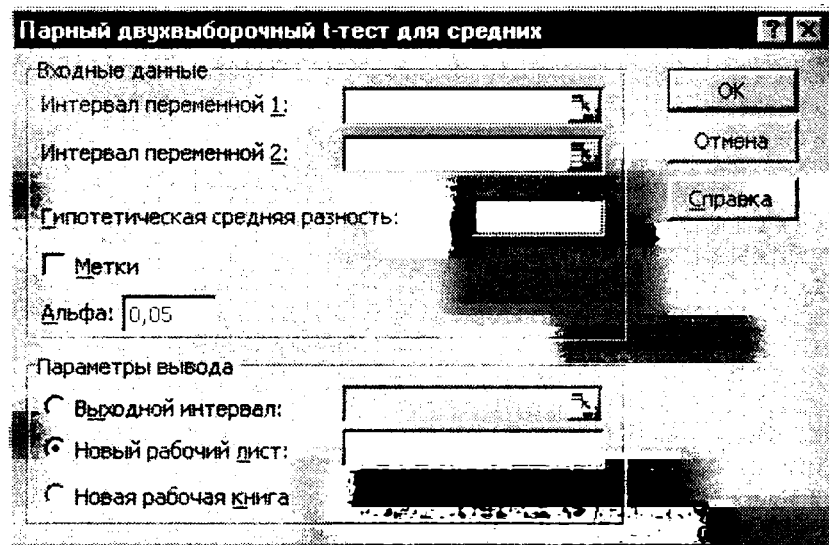 Парный двухвыборочный t-тест для средних
Входные данные
Интервал переменной 1:
Интервал переменной 2:
Гипотетическая средняя разность:
Метки
Альфа: 0,05
Параметры вывода
Выходной интервал:
Новый рабочий лист:
Новая рабочая книга
OK
Отмена
Справка